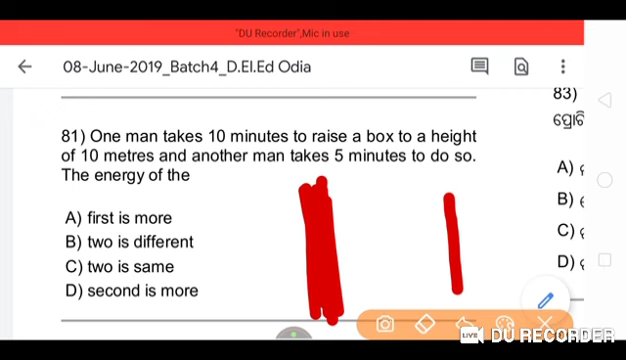 "DU Recorder",Mic in use
08-June-2019_Batch4_D.El.Ed Odia
83)
81) One man takes 10 minutes to raise a box to a height
of 10 metres and another man takes 5 minutes to do so.
The energy of the
A) first is more
B) two is different
C) two is same
D) second is more
A)
B)
C)
D)
LIVE DU RECORDER